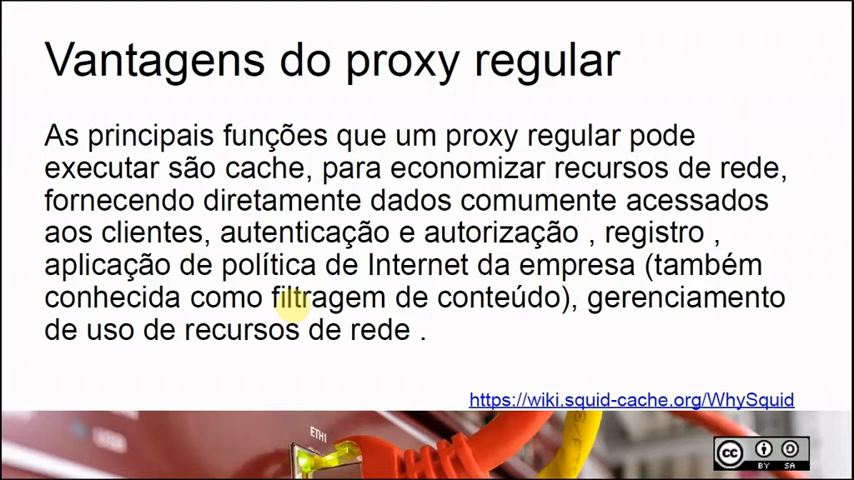 Vantagens do proxy regular
As principais funções que um proxy regular pode
executar são cache, para economizar recursos de rede,
fornecendo diretamente dados comumente acessados
aos clientes, autenticação e autorização , registro ,
aplicação de política de Internet da empresa (também
conhecida como filtragem de conteúdo), gerenciamento
de uso de recursos de rede .
https://wiki.squid-cache.org/WhySquid
ETH1
cc
BY SA